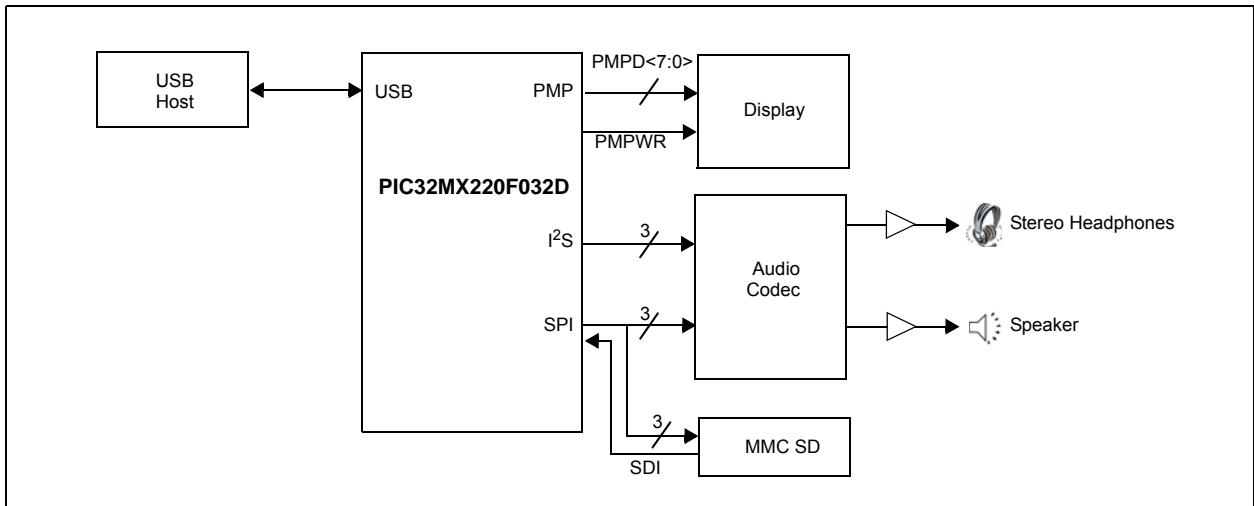 USB
Host
USB
PMP
PMPD<7:0>
PMPWR
Display
PIC32MX220F032D
I²S
3
Audio
Codec
Stereo Headphones
SPI
3
Speaker
3
SDI
MMC SD